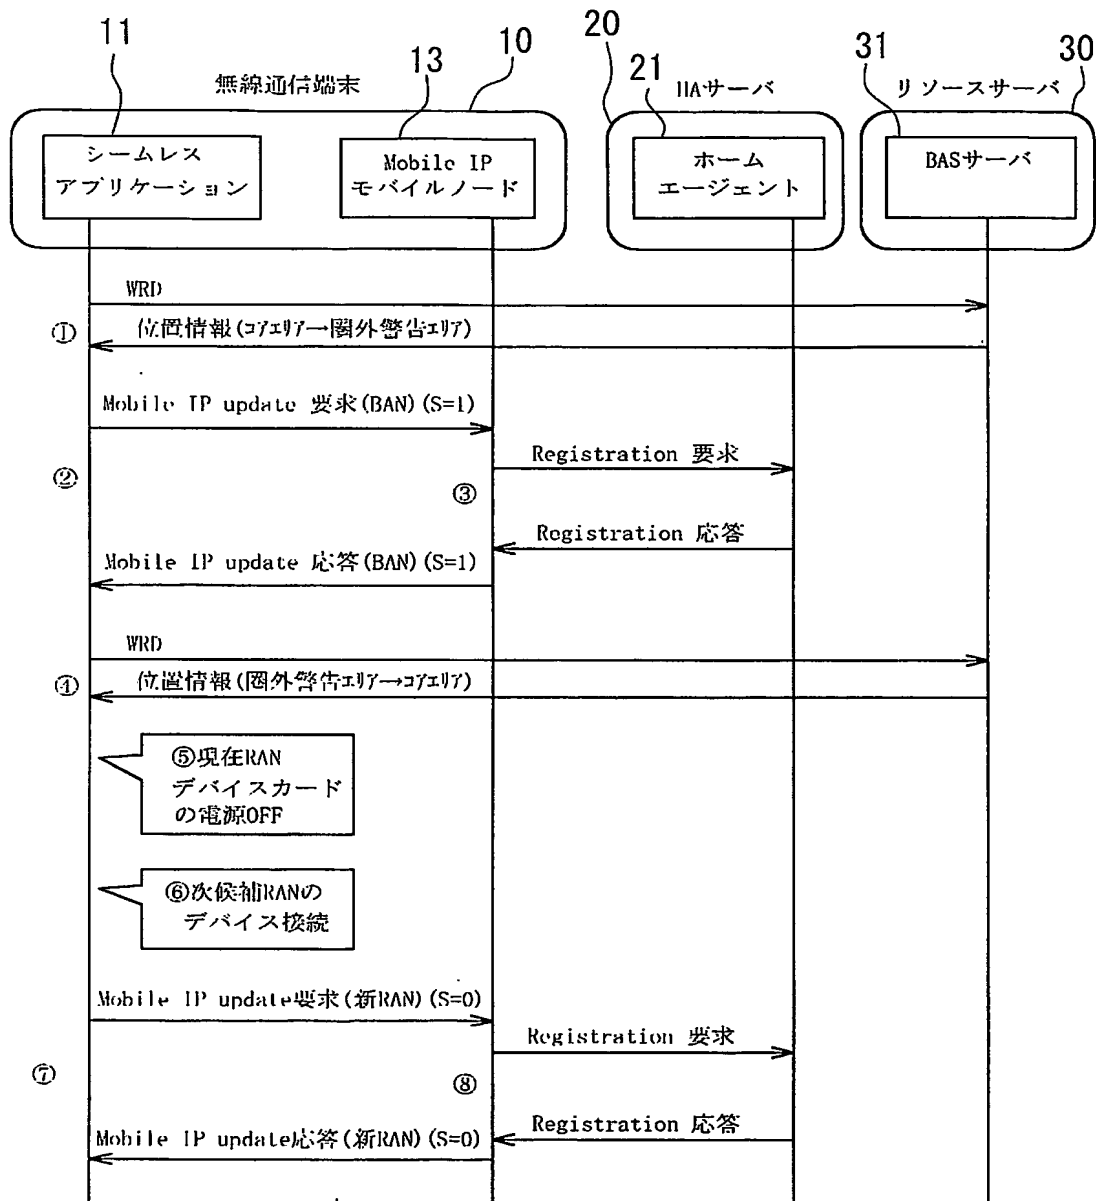 11
13
10
20
21
31
30
無線通信端末
HAサーバ
リソースサーバ
シームレス
アプリケーション
Mobile IP
モバイルノード
ホーム
エージェント
BASサーバ
WRD
① 位置情報(コアエリア→圏外警告エリア)
Mobile IP update 要求(BAN)(S=1)
Registration 要求
②
③
Registration 応答
Mobile IP update 応答(BAN)(S=1)
WRD
④ 位置情報(圏外警告エリア→コアエリア)
⑤現在RAN
デバイスカード
の電源OFF
⑥次候補RANの
デバイス接続
Mobile IP update要求(新RAN)(S=0)
Registration 要求
⑦
⑧
Registration 応答
Mobile IP update応答(新RAN)(S=0)